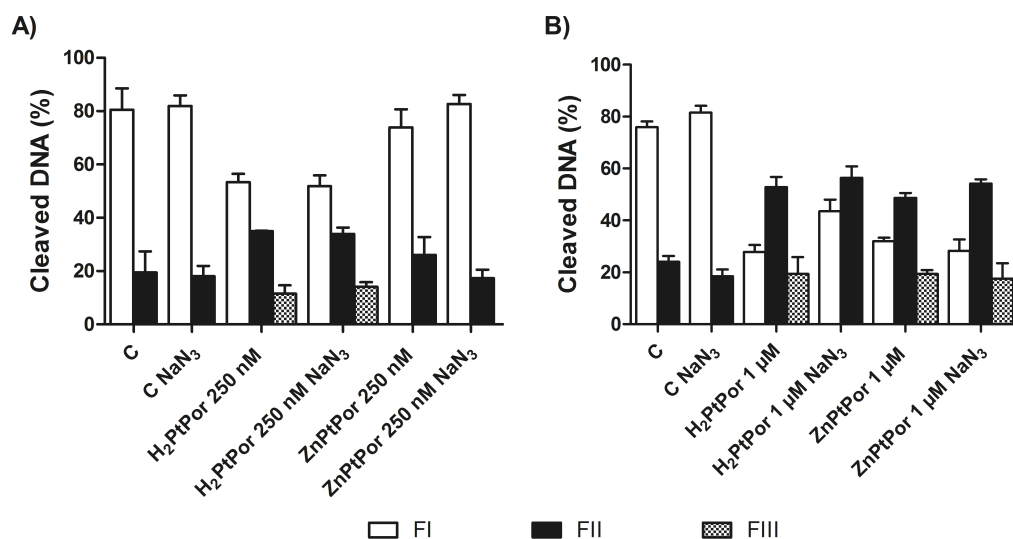 A)
Cleaved DNA (%)
100
80
60
40
20
0
C
C NaN₃
H₂PtPor 250 nM
H₂PtPor 250 nM NaN₃
ZnPtPor 250 nM
ZnPtPor 250 nM NaN₃
B)
Cleaved DNA (%)
100
80
60
40
20
0
C
C NaN₃
H₂PtPor 1 µM
H₂PtPor 1 µM NaN₃
ZnPtPor 1 µM
ZnPtPor 1 µM NaN₃
FI FII FIII